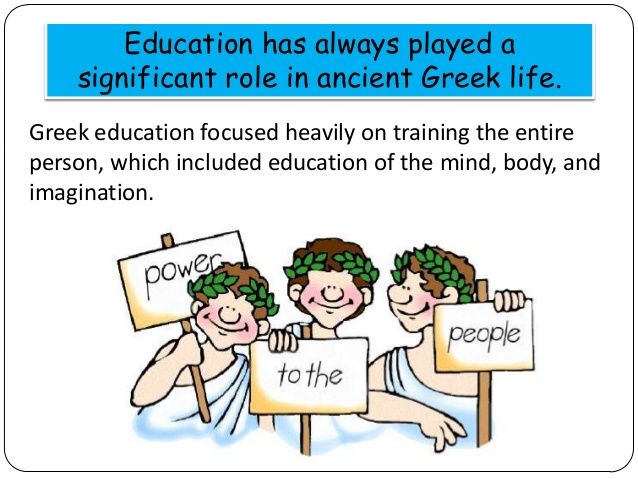 Education has always played a
significant role in ancient Greek life.
Greek education focused heavily on training the entire
person, which included education of the mind, body, and
imagination.
power
to the
people